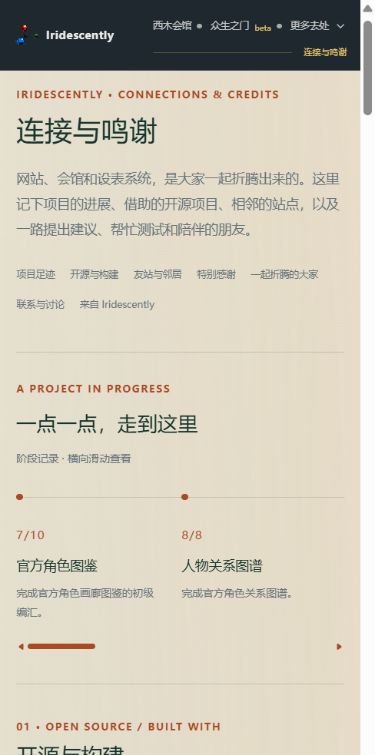 Iridescently
西木会馆 众生之门 beta 更多去处
连接与鸣谢
IRIDESCENTLY • CONNECTIONS & CREDITS
连接与鸣谢
网站、会馆和设表系统，是大家一起折腾出来的。这里
记下项目的进展、借助的开源项目、相邻的站点，以及
一路提出建议、帮忙测试和陪伴的朋友。
项目足迹 开源与构建 友站与邻居 特别感谢 一起折腾的大家
联系与讨论 来自 Iridescently
A PROJECT IN PROGRESS
一点一点，走到这里
阶段记录 · 横向滑动查看
7/10
官方角色图鉴
完成官方角色画廊图鉴的初级
编汇。
8/8
人物关系图谱
完成官方角色关系图谱。
01 • OPEN SOURCE / BUILT WITH
开源与构建